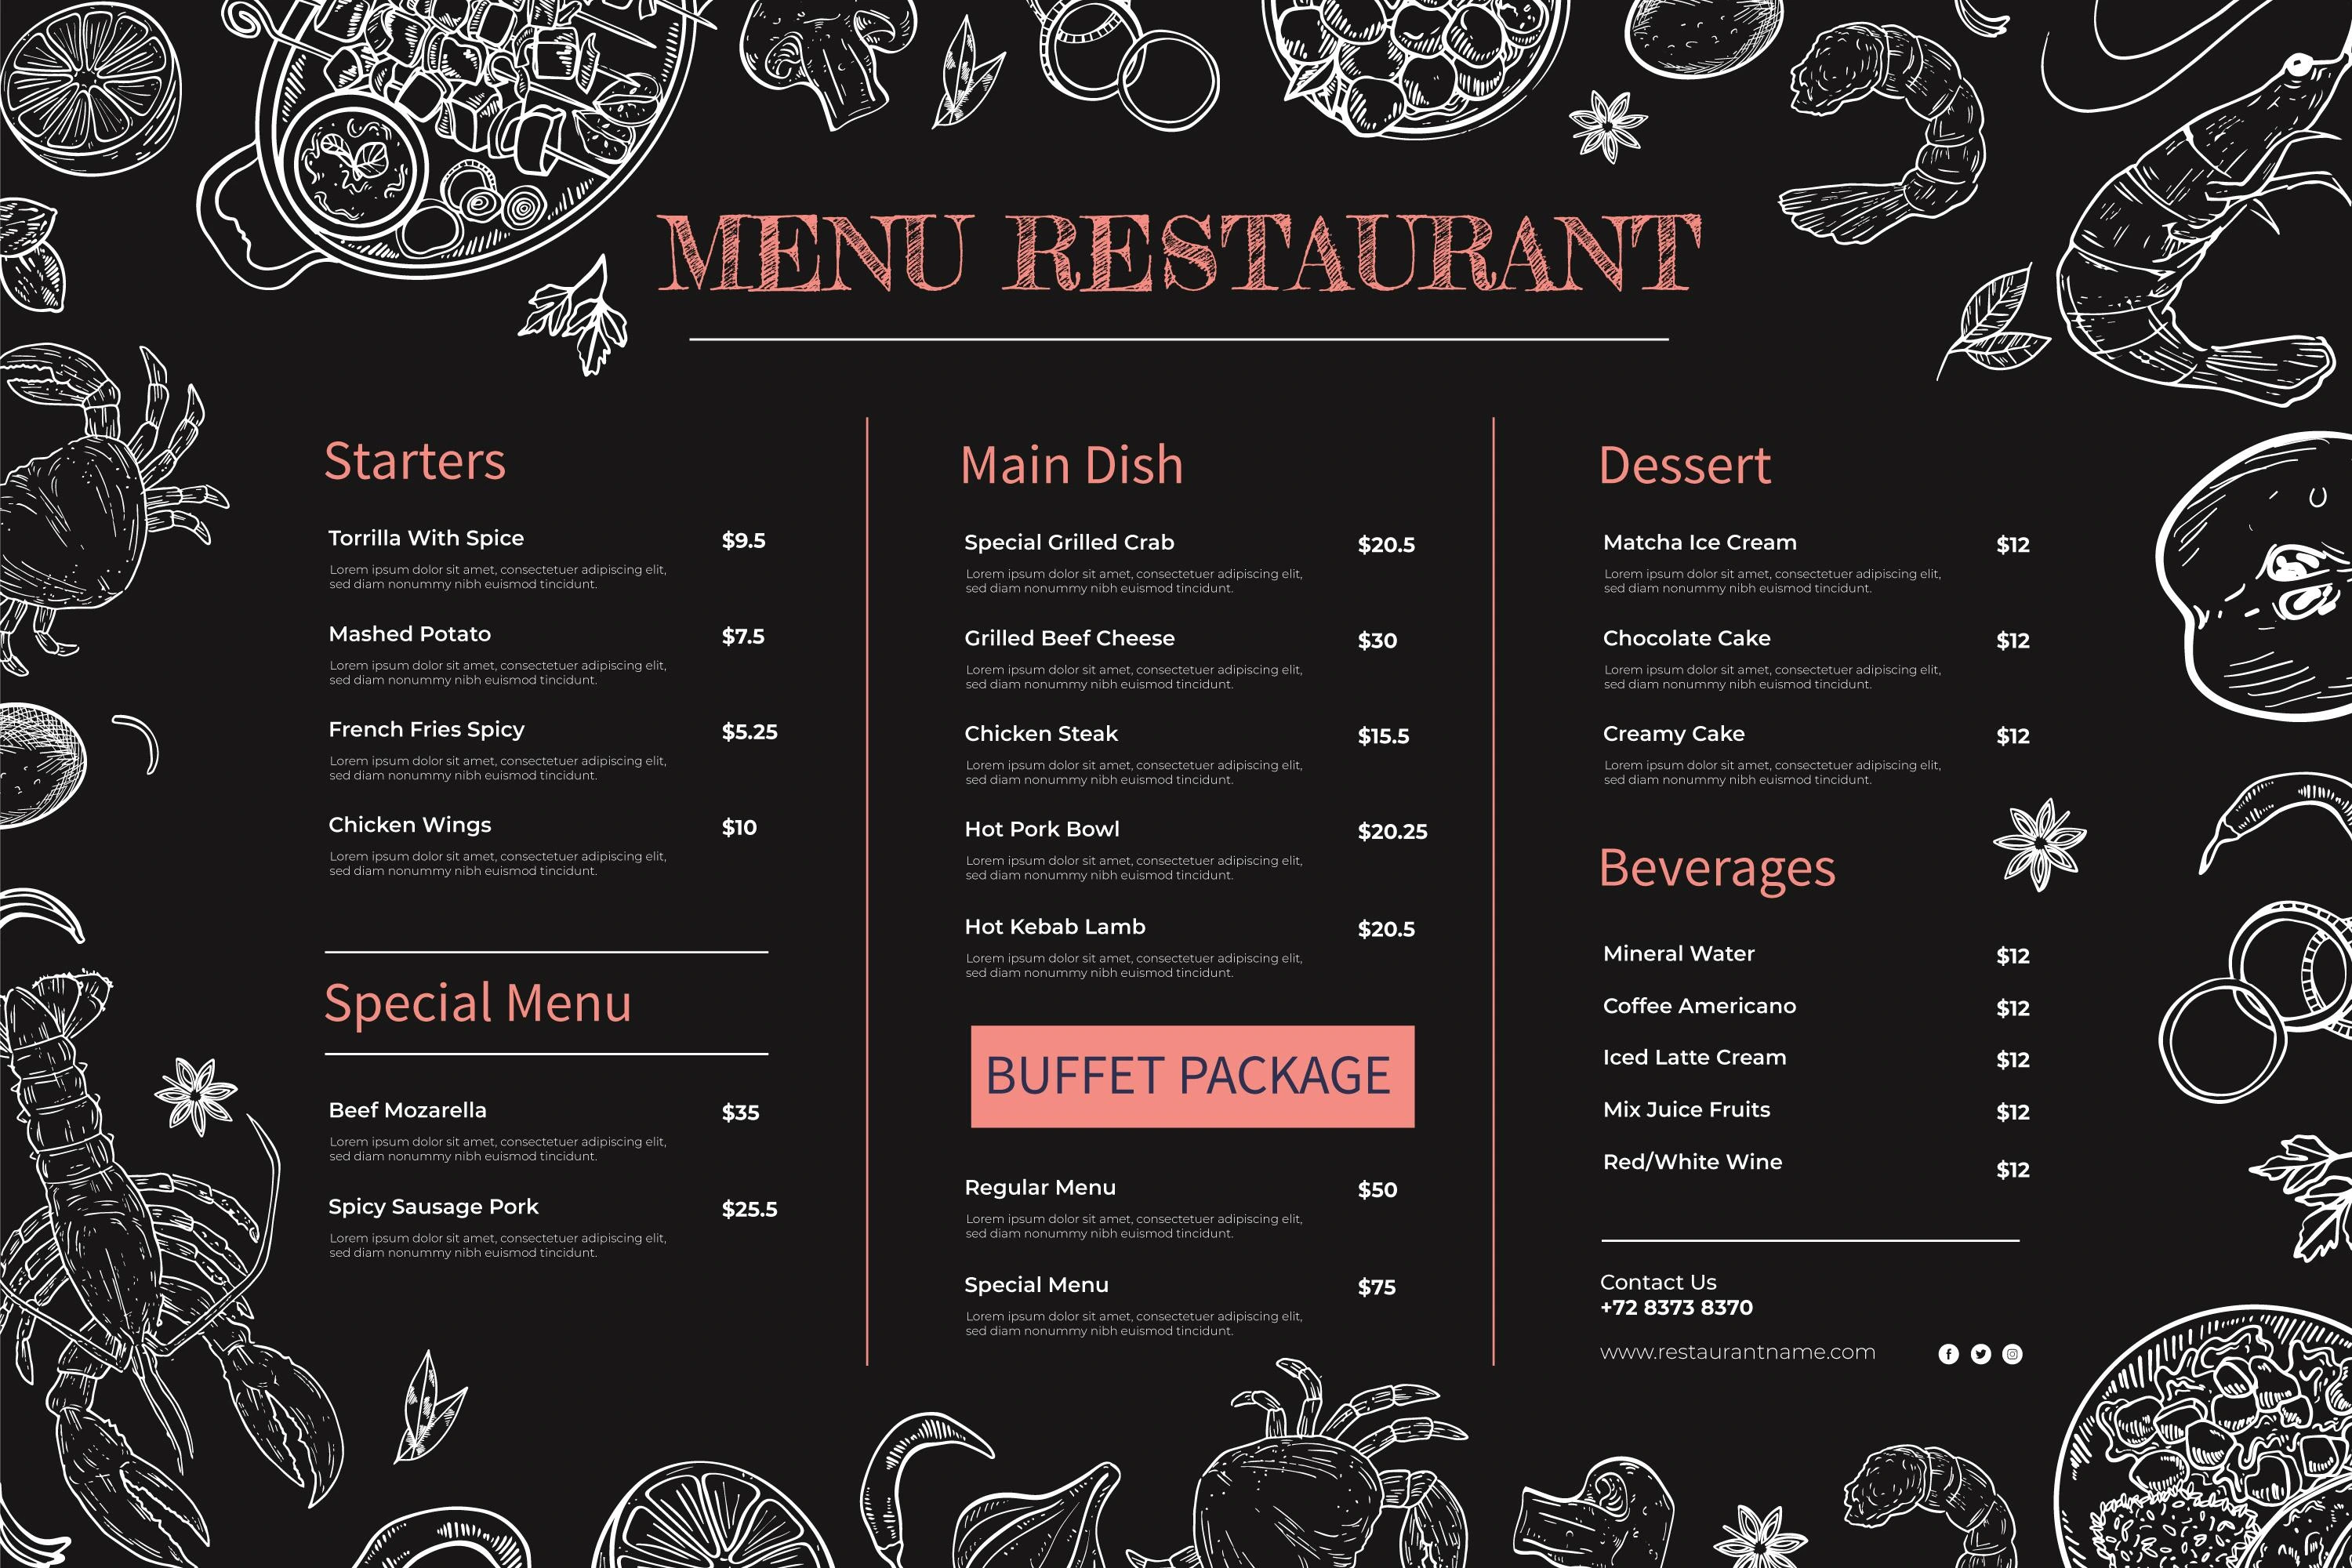 MENU RESTAURANT
Starters
Torrilla With Spice $9.5
Lorem ipsum dolor sit amet, consectetuer adipiscing elit,
sed diam nonummy nibh euismod tincidunt.
Mashed Potato $7.5
Lorem ipsum dolor sit amet, consectetuer adipiscing elit,
sed diam nonummy nibh euismod tincidunt.
French Fries Spicy $5.25
Lorem ipsum dolor sit amet, consectetuer adipiscing elit,
sed diam nonummy nibh euismod tincidunt.
Chicken Wings $10
Lorem ipsum dolor sit amet, consectetuer adipiscing elit,
sed diam nonummy nibh euismod tincidunt.
Special Menu
Beef Mozarella $35
Lorem ipsum dolor sit amet, consectetuer adipiscing elit,
sed diam nonummy nibh euismod tincidunt.
Spicy Sausage Pork $25.5
Lorem ipsum dolor sit amet, consectetuer adipiscing elit,
sed diam nonummy nibh euismod tincidunt.
Main Dish
Special Grilled Crab $20.5
Lorem ipsum dolor sit amet, consectetuer adipiscing elit,
sed diam nonummy nibh euismod tincidunt.
Grilled Beef Cheese $30
Lorem ipsum dolor sit amet, consectetuer adipiscing elit,
sed diam nonummy nibh euismod tincidunt.
Chicken Steak $15.5
Lorem ipsum dolor sit amet, consectetuer adipiscing elit,
sed diam nonummy nibh euismod tincidunt.
Hot Pork Bowl $20.25
Lorem ipsum dolor sit amet, consectetuer adipiscing elit,
sed diam nonummy nibh euismod tincidunt.
Hot Kebab Lamb $20.5
Lorem ipsum dolor sit amet, consectetuer adipiscing elit,
sed diam nonummy nibh euismod tincidunt.
BUFFET PACKAGE
Regular Menu $50
Lorem ipsum dolor sit amet, consectetuer adipiscing elit,
sed diam nonummy nibh euismod tincidunt.
Special Menu $75
Lorem ipsum dolor sit amet, consectetuer adipiscing elit,
sed diam nonummy nibh euismod tincidunt.
Dessert
Matcha Ice Cream $12
Lorem ipsum dolor sit amet, consectetuer adipiscing elit,
sed diam nonummy nibh euismod tincidunt.
Chocolate Cake $12
Lorem ipsum dolor sit amet, consectetuer adipiscing elit,
sed diam nonummy nibh euismod tincidunt.
Creamy Cake $12
Lorem ipsum dolor sit amet, consectetuer adipiscing elit,
sed diam nonummy nibh euismod tincidunt.
Beverages
Mineral Water $12
Coffee Americano $12
Iced Latte Cream $12
Mix Juice Fruits $12
Red/White Wine $12
Contact Us
+72 8373 8370
www.restaurantname.com